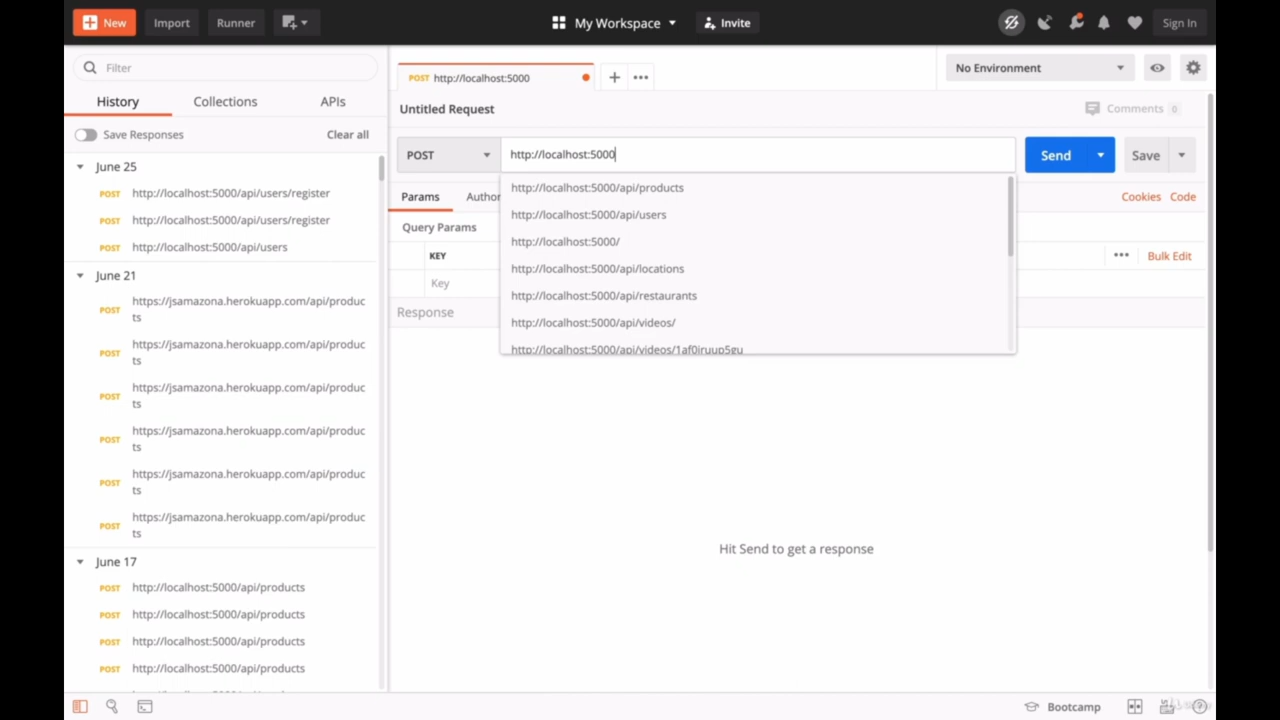 New
Import
Runner
My Workspace
Invite
Sign In
Filter
History
Collections
APIs
Save Responses
Clear all
June 25
POST http://localhost:5000/api/users/register
POST http://localhost:5000/api/users/register
POST http://localhost:5000/api/users
June 21
POST https://jsamazona.herokuapp.com/api/produc
ts
POST https://jsamazona.herokuapp.com/api/produc
ts
POST https://jsamazona.herokuapp.com/api/produc
ts
POST https://jsamazona.herokuapp.com/api/produc
ts
POST https://jsamazona.herokuapp.com/api/produc
ts
POST https://jsamazona.herokuapp.com/api/produc
ts
June 17
POST http://localhost:5000/api/products
POST http://localhost:5000/api/products
POST http://localhost:5000/api/products
POST http://localhost:5000/api/products
POST http://localhost:5000
No Environment
Untitled Request
Comments 0
POST
http://localhost:5000
Send
Save
http://localhost:5000/api/products
http://localhost:5000/api/users
http://localhost:5000/
http://localhost:5000/api/locations
http://localhost:5000/api/restaurants
http://localhost:5000/api/videos/
http://localhost:5000/api/videos/1af0jruup5gu
Params
Author
Cookies
Code
Query Params
KEY
Bulk Edit
Key
Response
Hit Send to get a response
Bootcamp